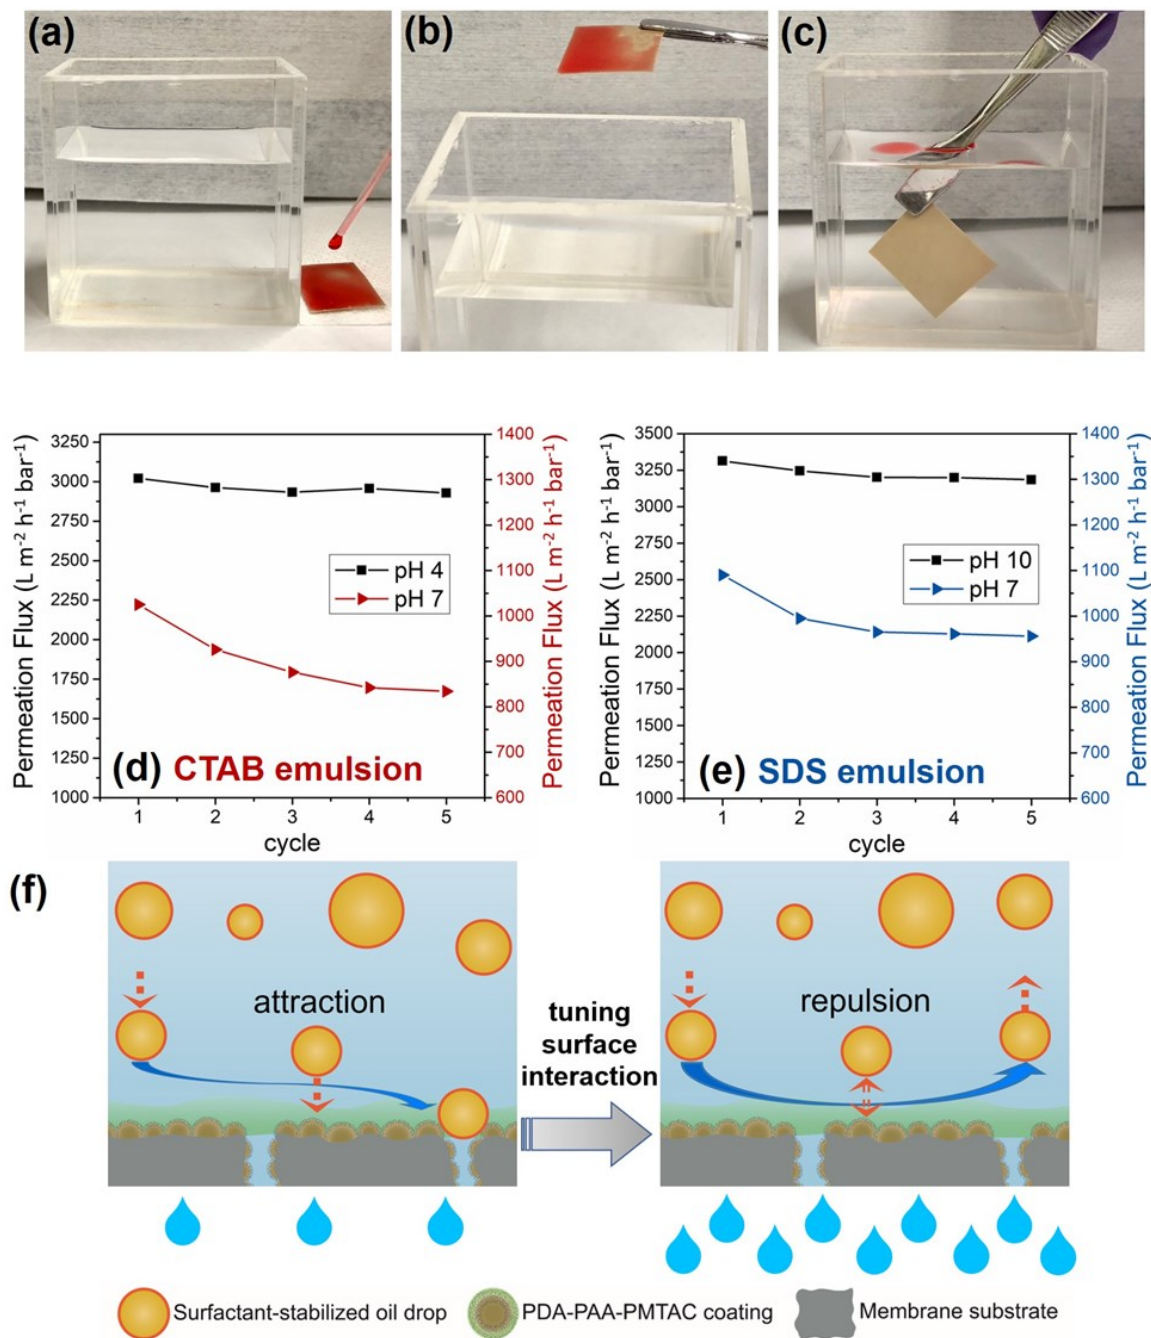 (a)
(b)
(c)
Permeation Flux (L m⁻² h⁻¹ bar⁻¹)
3250
3000
2750
2500
2250
2000
1750
1500
1250
1000
1400
1300
1200
1100
1000
900
800
700
600
Permeation Flux (L m⁻² h⁻¹ bar⁻¹)
pH 4
pH 7
(d) CTAB emulsion
1 2 3 4 5
cycle
Permeation Flux (L m⁻² h⁻¹ bar⁻¹)
3500
3250
3000
2750
2500
2250
2000
1750
1500
1250
1000
1400
1300
1200
1100
1000
900
800
700
600
Permeation Flux (L m⁻² h⁻¹ bar⁻¹)
pH 10
pH 7
(e) SDS emulsion
1 2 3 4 5
cycle
(f)
attraction
tuning
surface
interaction
repulsion
Surfactant-stabilized oil drop
PDA-PAA-PMTAC coating
Membrane substrate